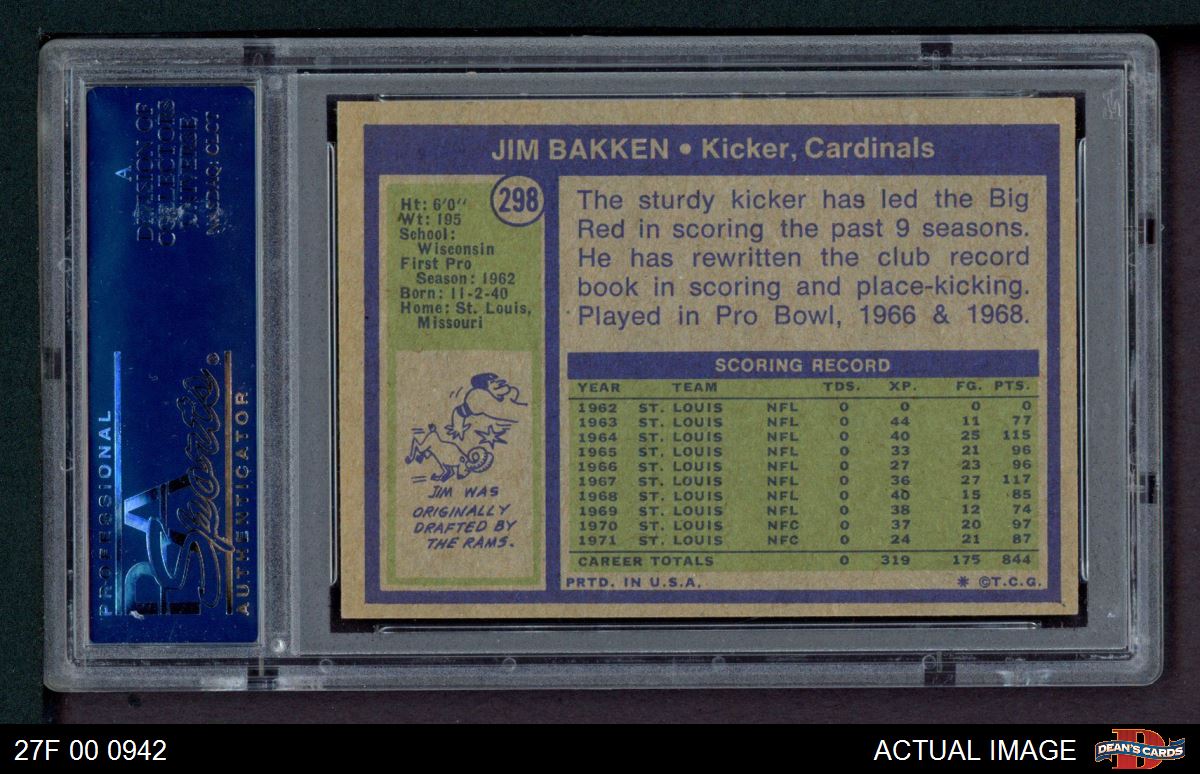 A
DIVISION OF
COLLECTORS
UNIVERSE
NASDAQ: CLCT
PROFESSIONAL
PSA
Sports®
AUTHENTICATOR
JIM BAKKEN • Kicker, Cardinals
298
Ht: 6'0"
Wt: 195
School:
Wisconsin
First Pro
Season: 1962
Born: 11-2-40
Home: St. Louis,
Missouri
JIM WAS
ORIGINALLY
DRAFTED BY
THE RAMS.
The sturdy kicker has led the Big
Red in scoring the past 9 seasons.
He has rewritten the club record
book in scoring and place-kicking.
Played in Pro Bowl, 1966 & 1968.
SCORING RECORD
YEAR TEAM TDS. XP. FG. PTS.
1962 ST. LOUIS NFL 0 0 0 0
1963 ST. LOUIS NFL 0 44 11 77
1964 ST. LOUIS NFL 0 40 25 115
1965 ST. LOUIS NFL 0 33 21 96
1966 ST. LOUIS NFL 0 27 23 96
1967 ST. LOUIS NFL 0 36 27 117
1968 ST. LOUIS NFL 0 40 15 85
1969 ST. LOUIS NFL 0 38 12 74
1970 ST. LOUIS NFC 0 37 20 97
1971 ST. LOUIS NFC 0 24 21 87
CAREER TOTALS 0 319 175 844
PRTD. IN U.S.A. * ©T.C.G.
27F 00 0942
ACTUAL IMAGE
D
DEAN'S CARDS